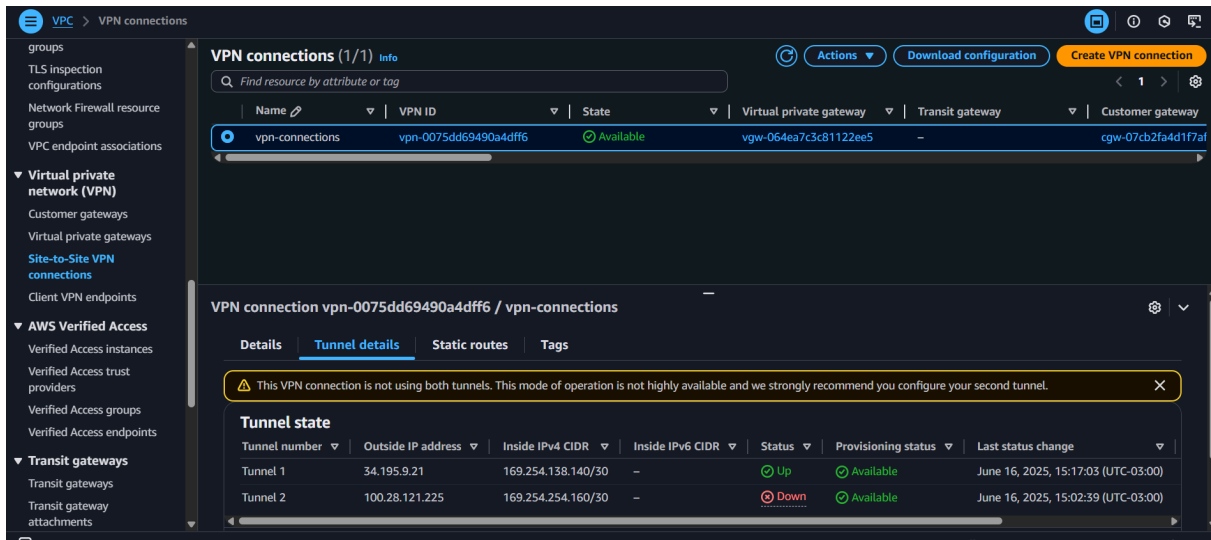 VPC > VPN connections
groups
TLS inspection
configurations
Network Firewall resource
groups
VPC endpoint associations
Virtual private
network (VPN)
Customer gateways
Virtual private gateways
Site-to-Site VPN
connections
Client VPN endpoints
AWS Verified Access
Verified Access instances
Verified Access trust
providers
Verified Access groups
Verified Access endpoints
Transit gateways
Transit gateways
Transit gateway
attachments
VPN connections (1/1) Info
Actions Download configuration Create VPN connection
Find resource by attribute or tag
1
Name VPN ID State Virtual private gateway Transit gateway Customer gateway
vpn-connections vpn-0075dd69490a4dff6 Available vgw-064ea7c3c81122ee5 – cgw-07cb2fa4d1f7af
VPN connection vpn-0075dd69490a4dff6 / vpn-connections
Details Tunnel details Static routes Tags
This VPN connection is not using both tunnels. This mode of operation is not highly available and we strongly recommend you configure your second tunnel.
Tunnel state
Tunnel number Outside IP address Inside IPv4 CIDR Inside IPv6 CIDR Status Provisioning status Last status change
Tunnel 1 34.195.9.21 169.254.138.140/30 – Up Available June 16, 2025, 15:17:03 (UTC-03:00)
Tunnel 2 100.28.121.225 169.254.254.160/30 – Down Available June 16, 2025, 15:02:39 (UTC-03:00)